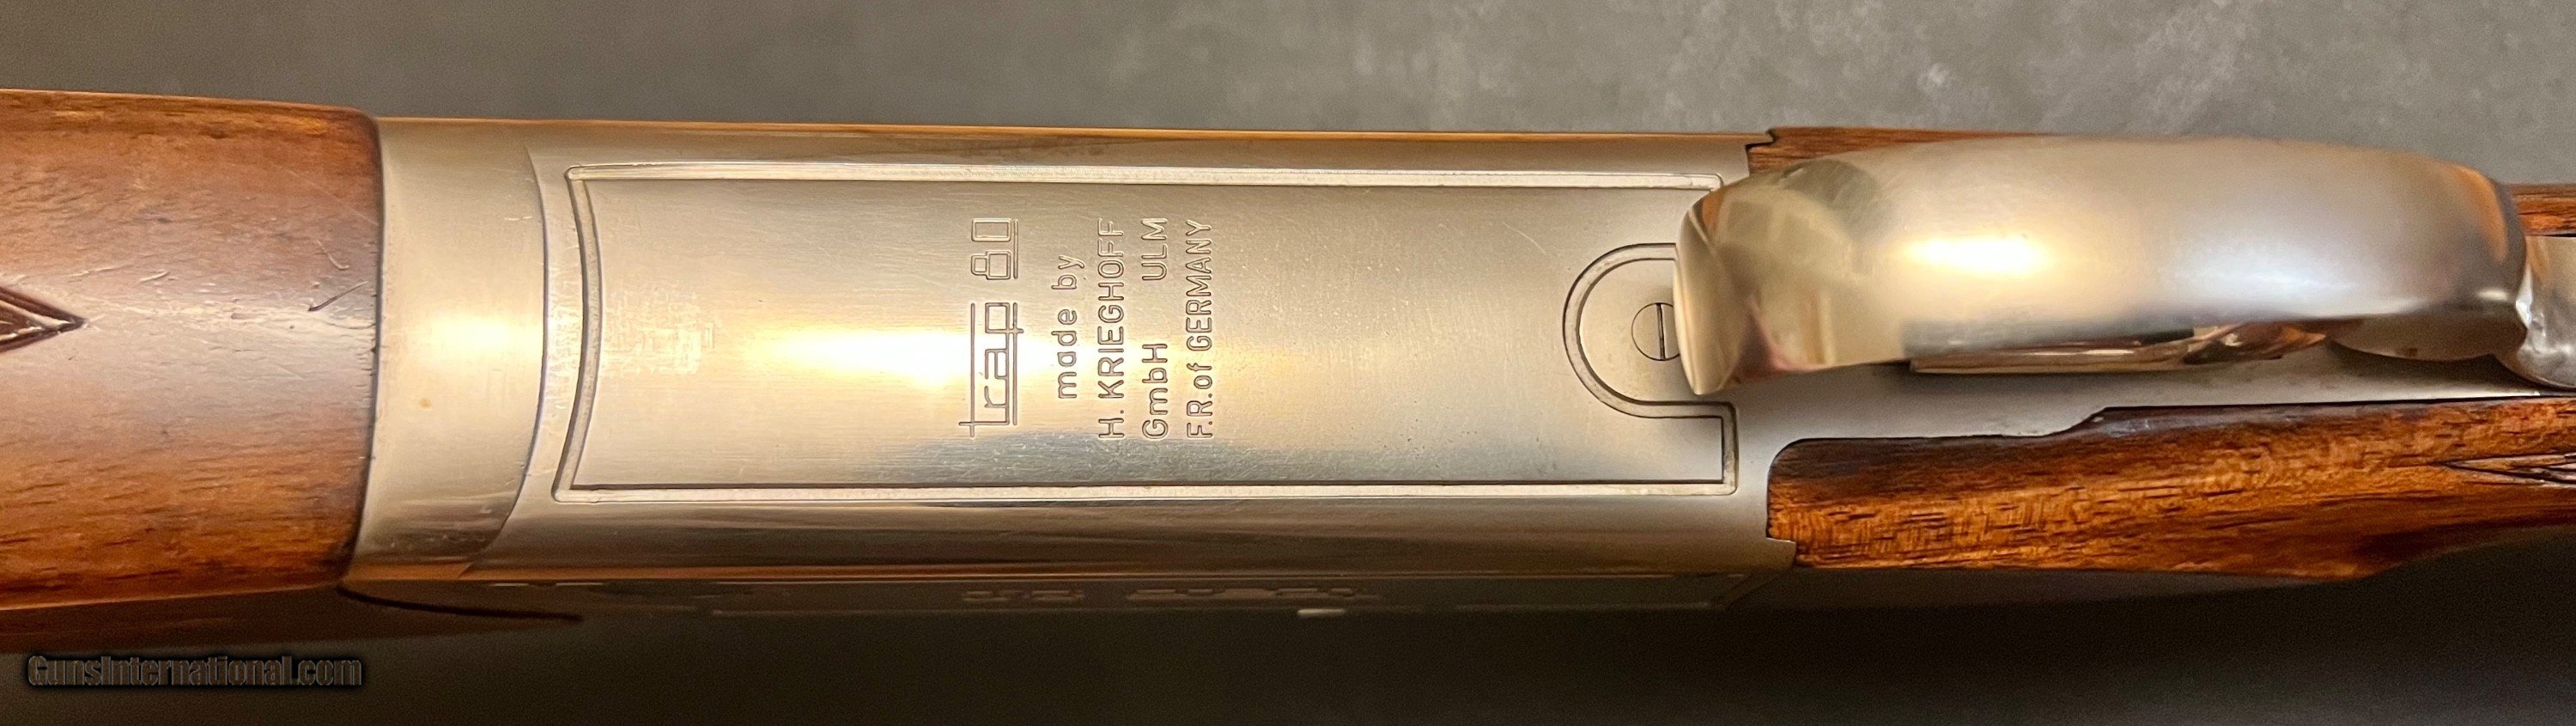 trap 80
made by
H. KRIEGHOFF
GmbH ULM
F.R.of GERMANY
GunsInternational.com